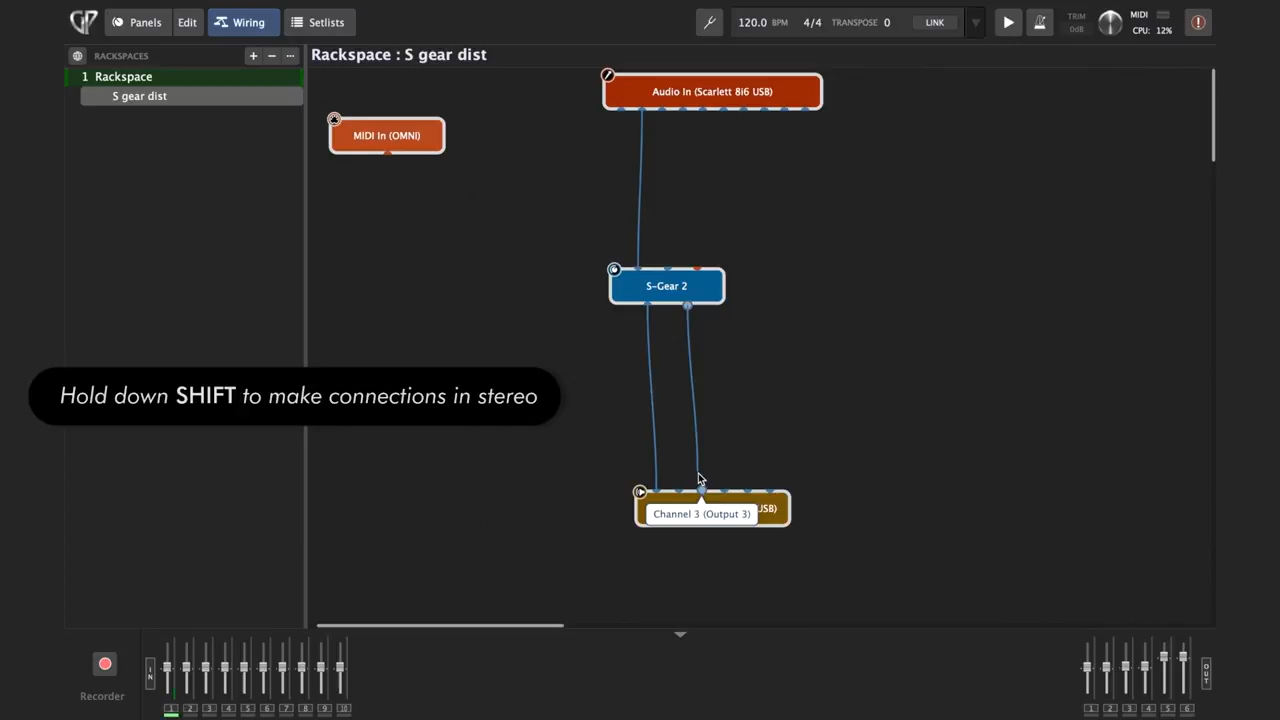 Panels
Edit
Wiring
Setlists
120.0 BPM
4/4
TRANSPOSE 0
LINK
TRIM
0dB
MIDI
CPU: 12%
RACKSPACES
Rackspace : S gear dist
1 Rackspace
S gear dist
Audio In (Scarlett 8i6 USB)
MIDI In (OMNI)
S-Gear 2
Hold down SHIFT to make connections in stereo
USB)
Channel 3 (Output 3)
IN
OUT
Recorder
1 2 3 4 5 6 7 8 9 10
1 2 3 4 5 6